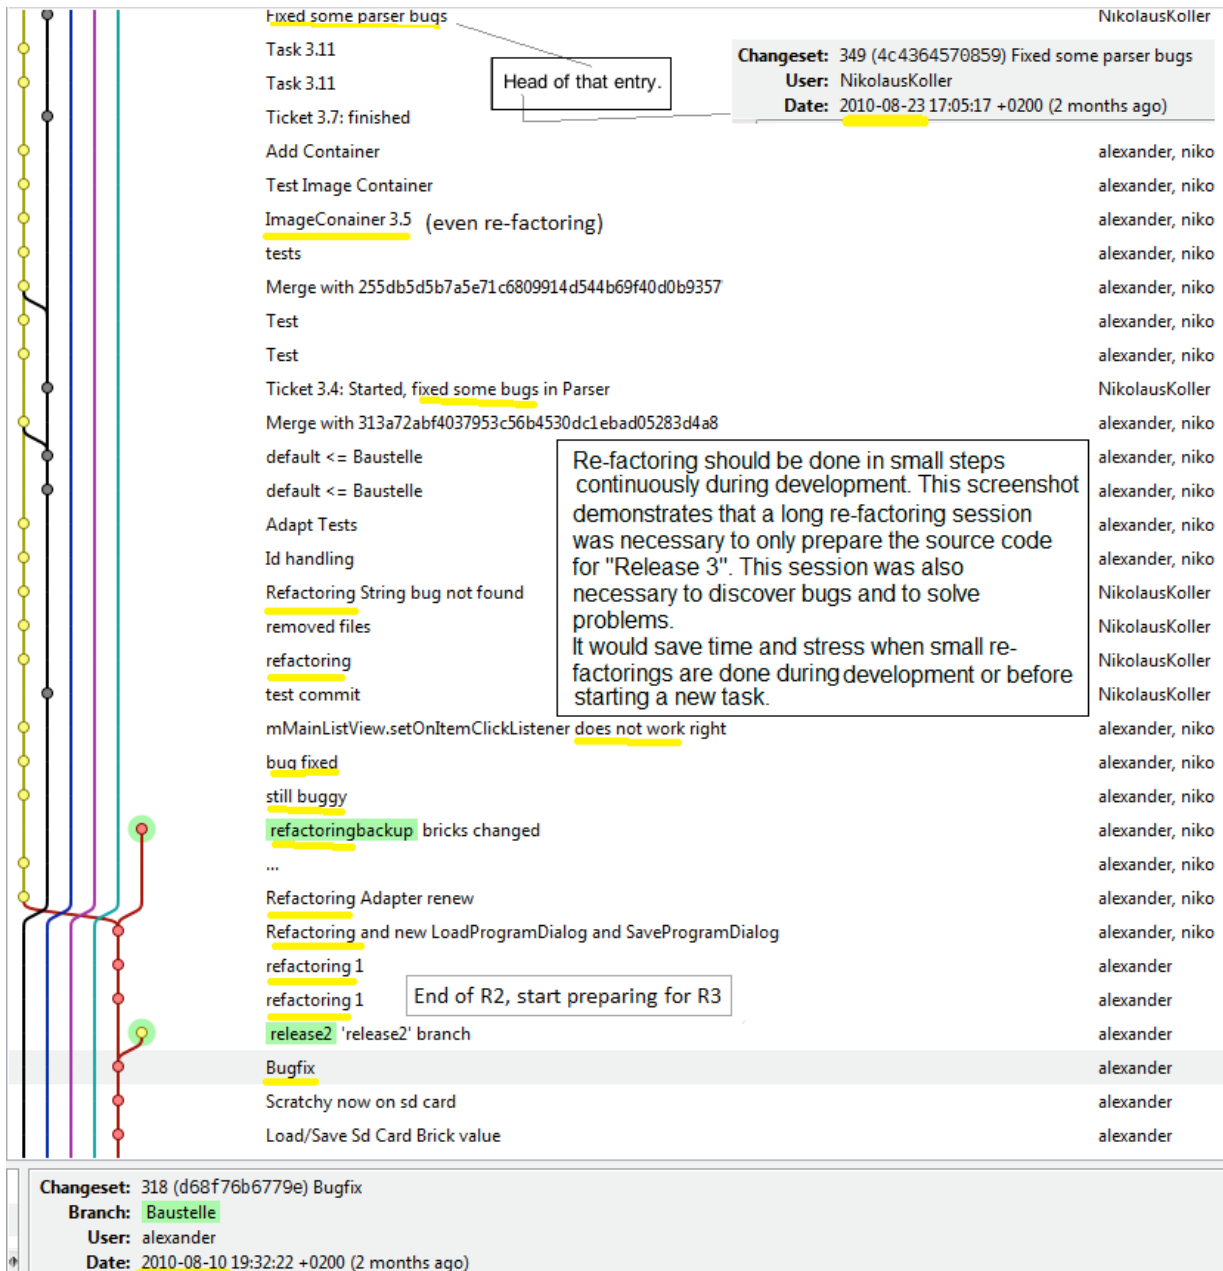 Fixed some parser bugs NikolausKoller
Task 3.11
Changeset: 349 (4c4364570859) Fixed some parser bugs
User: NikolausKoller
Date: 2010-08-23 17:05:17 +0200 (2 months ago)
Task 3.11
Head of that entry.
Ticket 3.7: finished
Add Container alexander, niko
Test Image Container alexander, niko
ImageConainer 3.5 (even re-factoring) alexander, niko
tests alexander, niko
Merge with 255db5d5b7a5e71c6809914d544b69f40d0b9357 alexander, niko
Test alexander, niko
Test alexander, niko
Ticket 3.4: Started, fixed some bugs in Parser NikolausKoller
Merge with 313a72abf4037953c56b4530dc1ebad05283d4a8 alexander, niko
default <= Baustelle alexander, niko
default <= Baustelle alexander, niko
Adapt Tests alexander, niko
Id handling alexander, niko
Refactoring String bug not found NikolausKoller
removed files NikolausKoller
refactoring NikolausKoller
test commit NikolausKoller
Re-factoring should be done in small steps
continuously during development. This screenshot
demonstrates that a long re-factoring session
was necessary to only prepare the source code
for "Release 3". This session was also
necessary to discover bugs and to solve
problems.
It would save time and stress when small re-
factorings are done during development or before
starting a new task.
mMainListView.setOnItemClickListener does not work right alexander, niko
bug fixed alexander, niko
still buggy alexander, niko
refactoringbackup bricks changed alexander, niko
... alexander, niko
Refactoring Adapter renew alexander, niko
Refactoring and new LoadProgramDialog and SaveProgramDialog alexander, niko
refactoring 1 alexander
refactoring 1 alexander
End of R2, start preparing for R3
release2 'release2' branch alexander
Bugfix alexander
Scratchy now on sd card alexander
Load/Save Sd Card Brick value alexander
Changeset: 318 (d68f76b6779e) Bugfix
Branch: Baustelle
User: alexander
Date: 2010-08-10 19:32:22 +0200 (2 months ago)